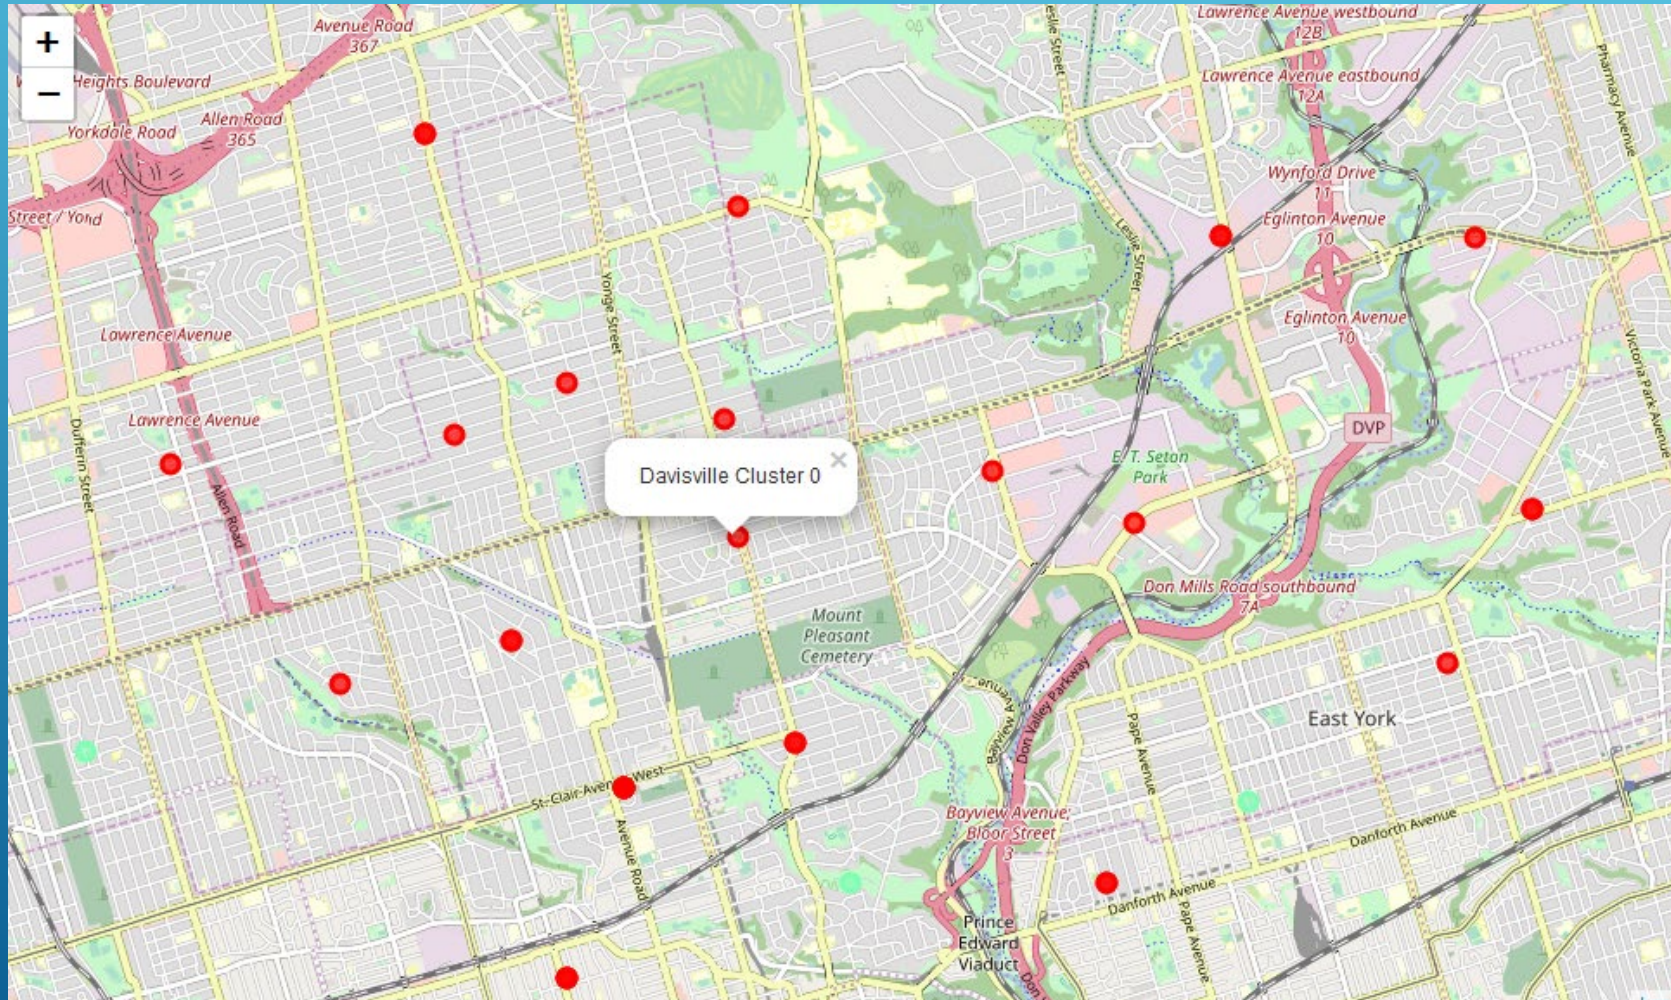 +
−
Avenue Road
367
Lawrence Avenue westbound
12B
Leslie Street
Heights Boulevard
Lawrence Avenue eastbound
12A
Pharmacy Avenue
Yorkdale Road
Allen Road
365
Wynford Drive
11
Street / York
Eglinton Avenue
10
Leslie Street
Yonge Street
Lawrence Avenue
Eglinton Avenue
10
Victoria Park Avenue
Dufferin Street
Lawrence Avenue
DVP
E. T. Seton
Park
Davisville Cluster 0
×
Allen Road
Don Mills Road southbound
7A
Mount
Pleasant
Cemetery
Bayview Avenue
Don Valley Parkway
Pape Avenue
East York
St. Clair Avenue West
Avenue Road
Bayview Avenue;
Bloor Street
3
Danforth Avenue
Danforth Avenue
Pape Avenue
Prince
Edward
Viaduct
Don